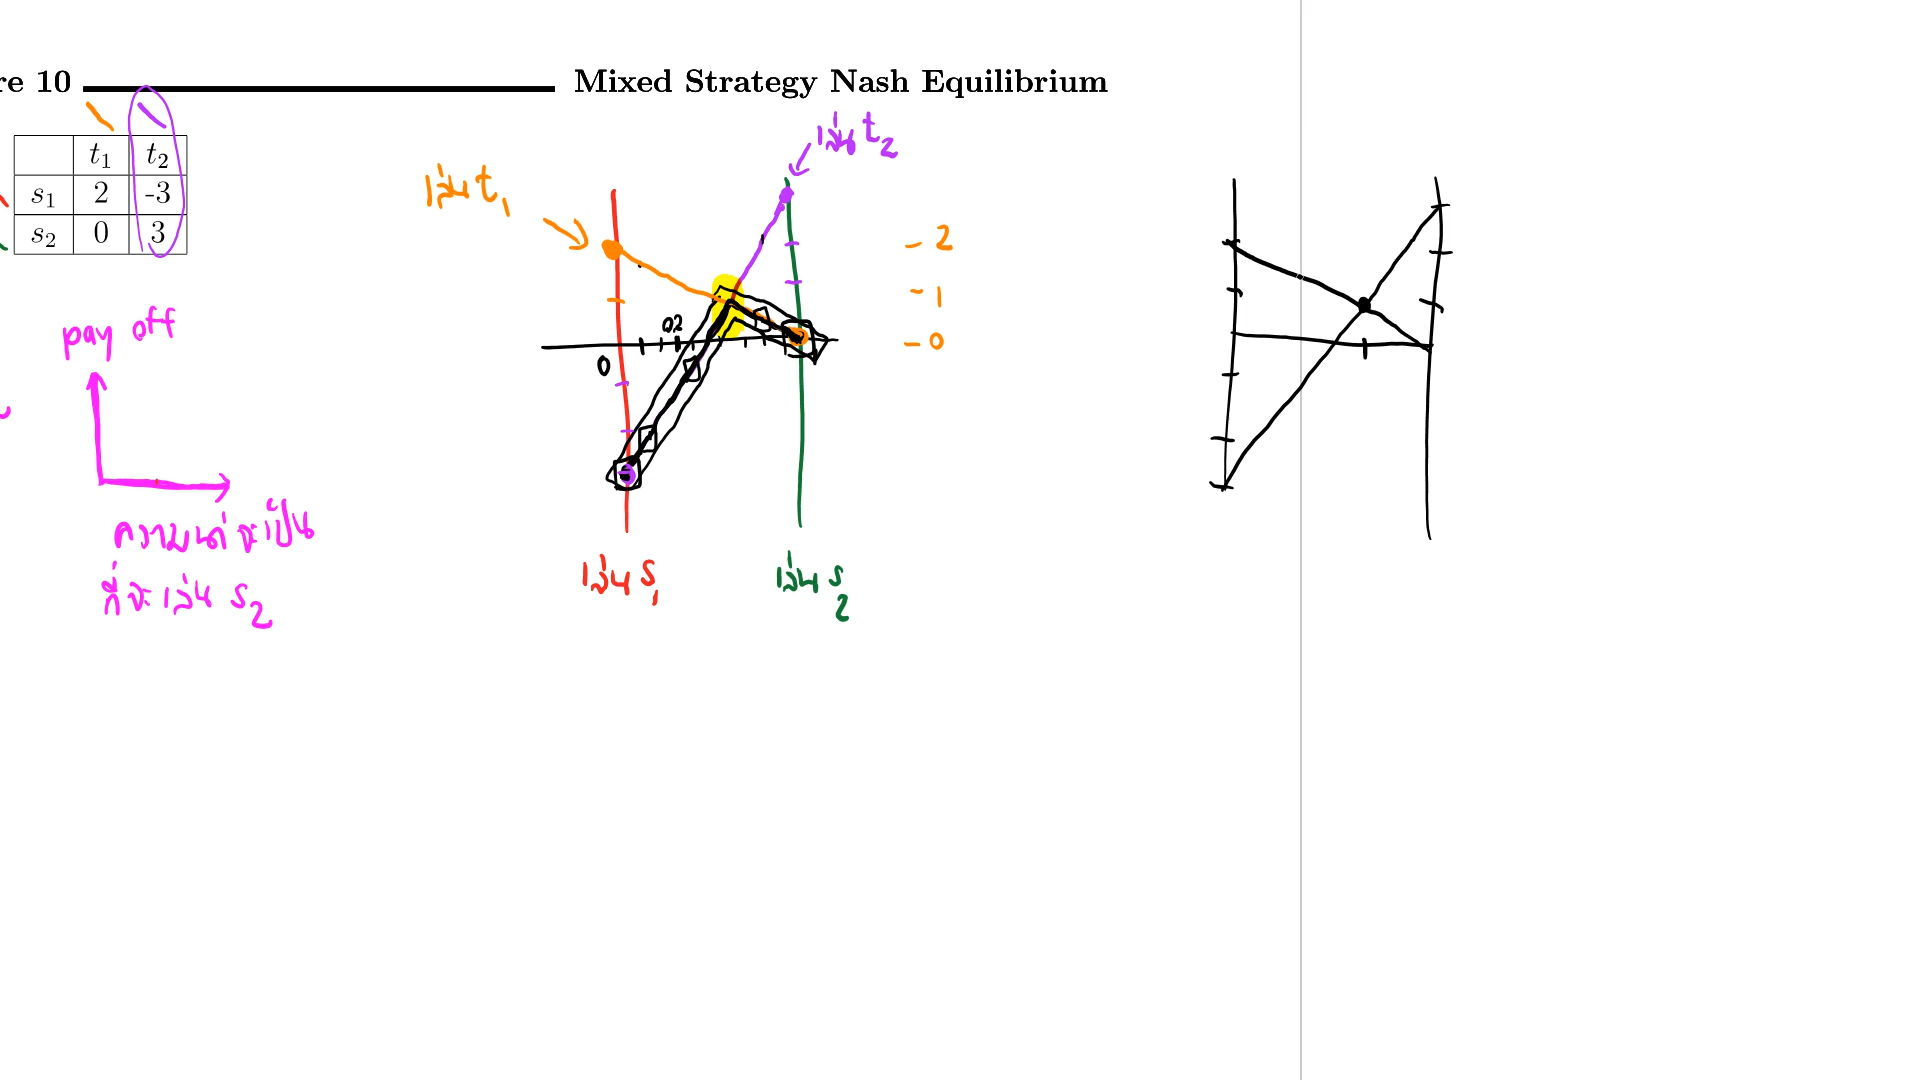 re 10 Mixed Strategy Nash Equilibrium
t₁ t₂
s₁ 2 -3
s₂ 0 3
เล่น t₂
เล่น t₁
- 2
- 1
- 0
0.2
0
pay off
ความน่าจะเป็น
ที่จะเล่น s₂
เล่น s₁
เล่น s₂